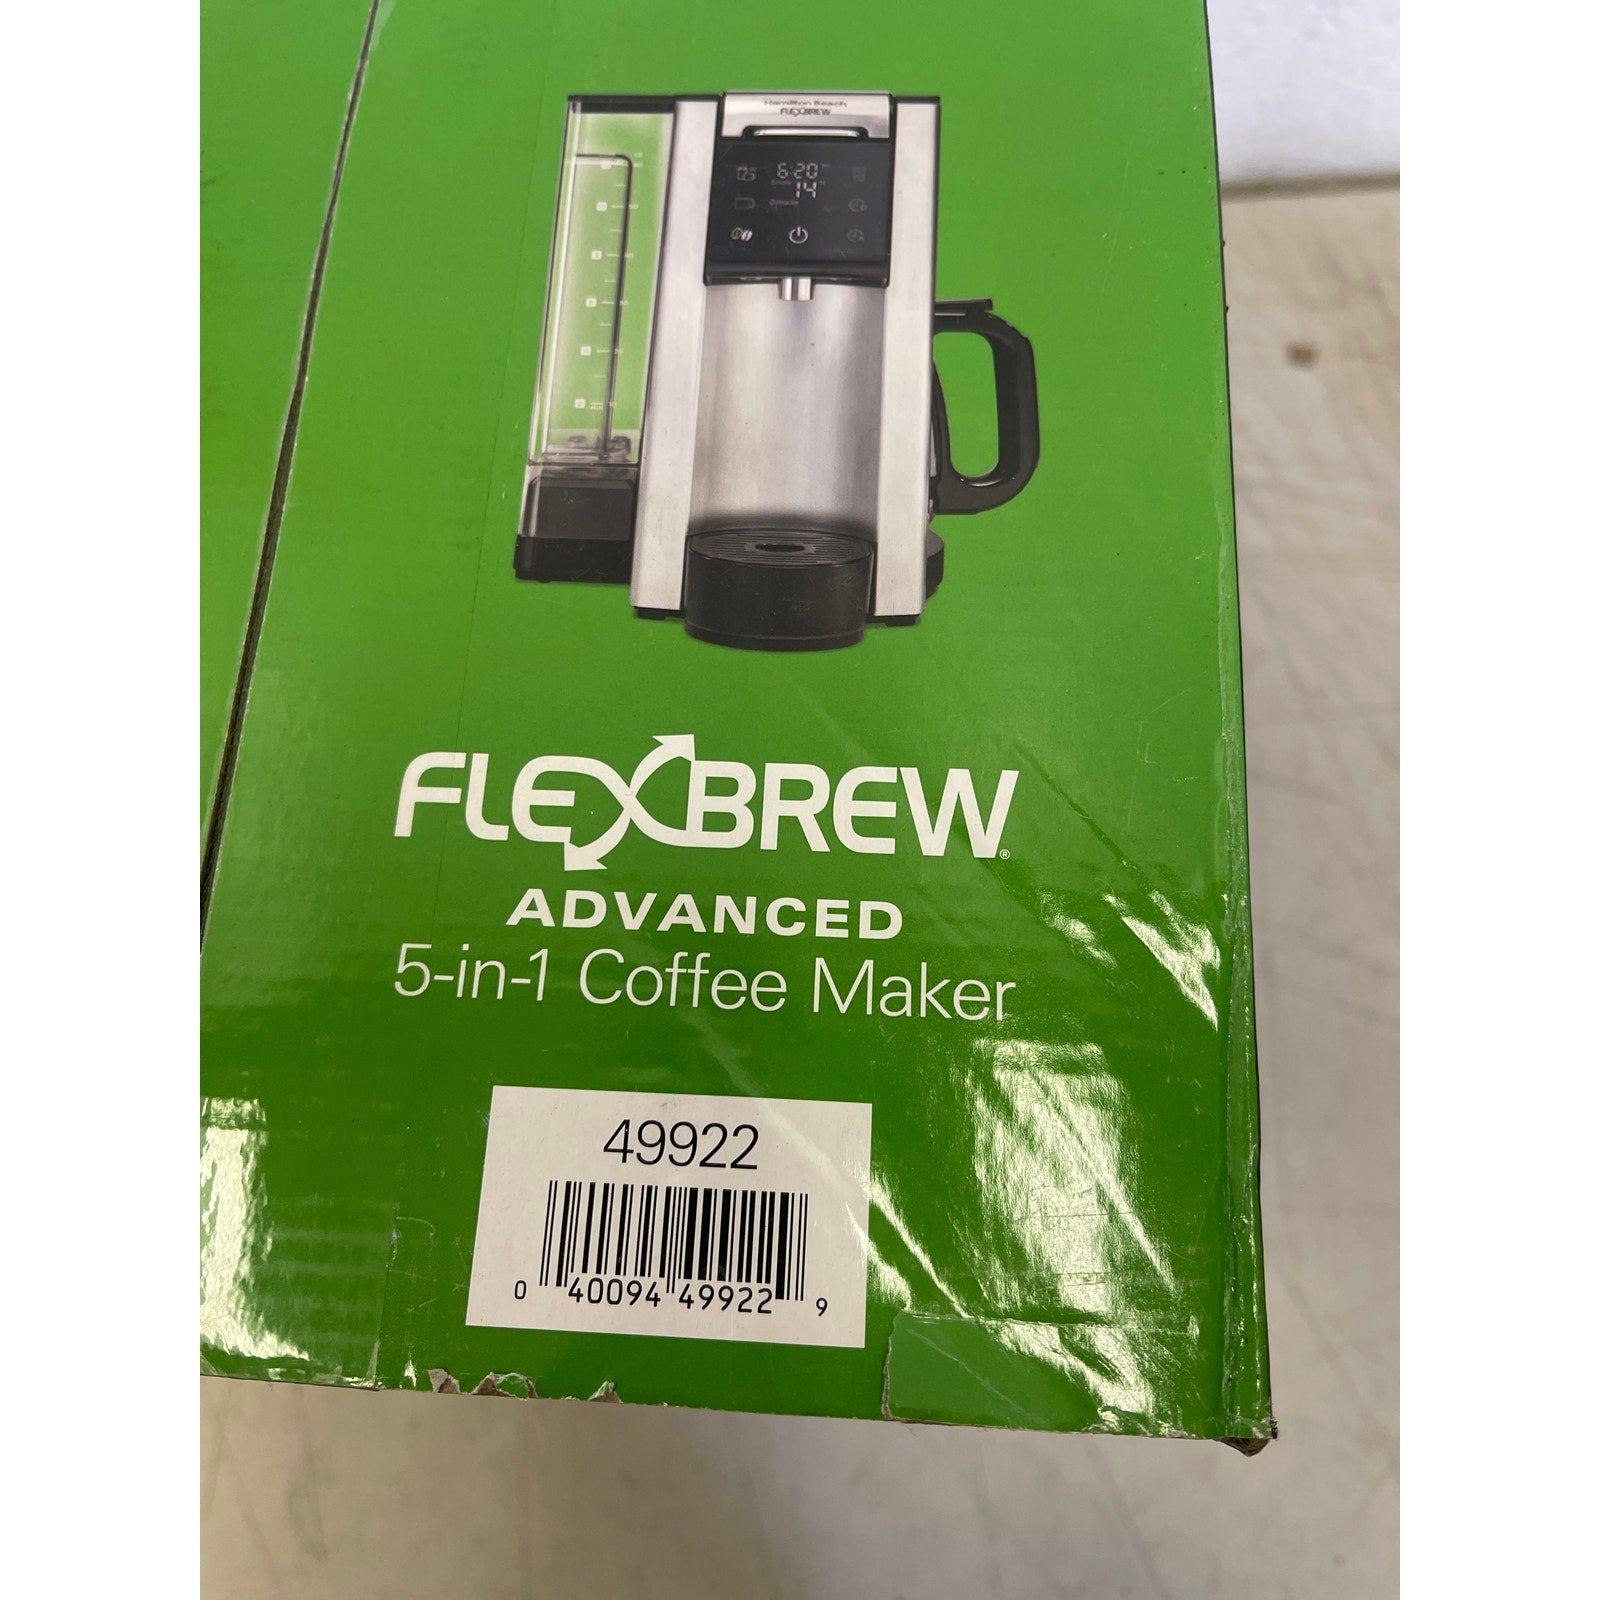 Hamilton Beach
FLEXBREW
6:20
14
FLEXBREW®
ADVANCED
5-in-1 Coffee Maker
49922
0 40094 49922 9